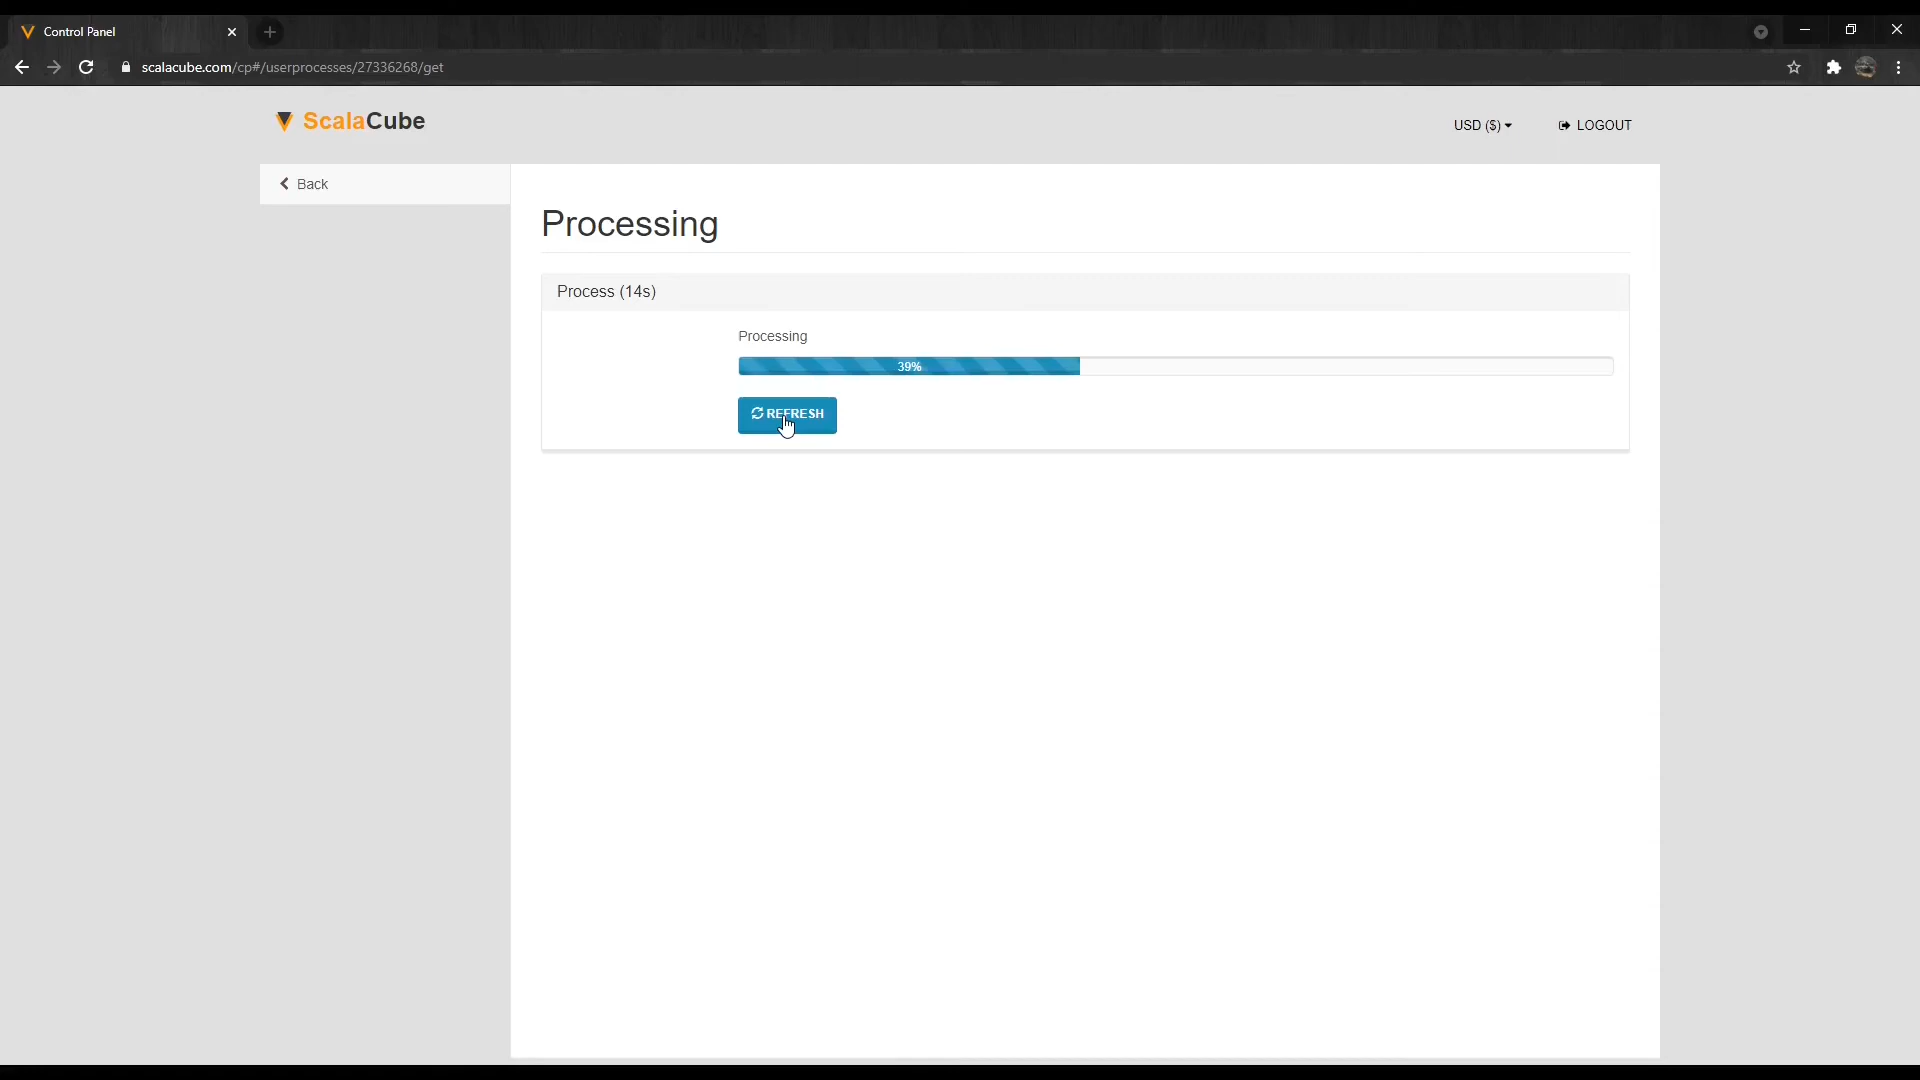 Control Panel
scalacube.com/cp#/userprocesses/27336268/get
ScalaCube
USD ($)
LOGOUT
Back
Processing
Process (14s)
Processing
39%
REFRESH